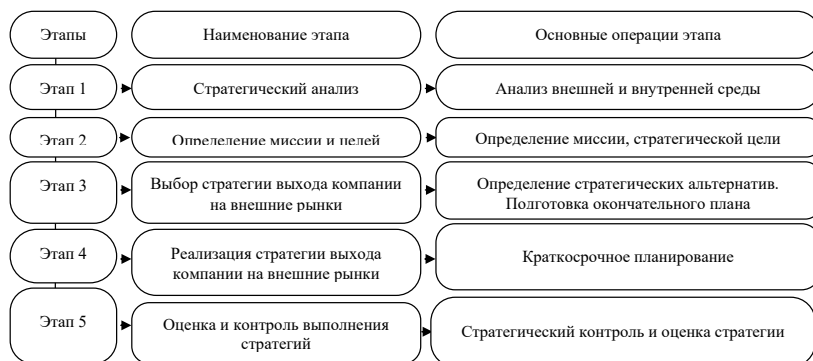 Этапы Наименование этапа Основные операции этапа
Этап 1 Стратегический анализ Анализ внешней и внутренней среды
Этап 2 Определение миссии и целей Определение миссии, стратегической цели
Этап 3 Выбор стратегии выхода компании Определение стратегических альтернатив.
на внешние рынки Подготовка окончательного плана
Этап 4 Реализация стратегии выхода Краткосрочное планирование
компании на внешние рынки
Этап 5 Оценка и контроль выполнения Стратегический контроль и оценка стратегии
стратегий